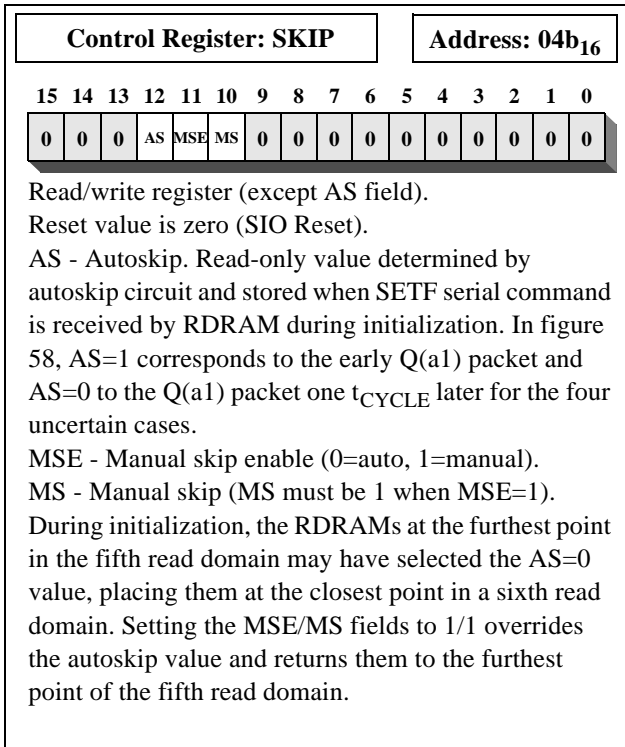 Control Register: SKIP
Address: 04b16
15 14 13 12 11 10 9 8 7 6 5 4 3 2 1 0
0 0 0 AS MSE MS 0 0 0 0 0 0 0 0 0 0
Read/write register (except AS field).
Reset value is zero (SIO Reset).
AS - Autoskip. Read-only value determined by
autoskip circuit and stored when SETF serial command
is received by RDRAM during initialization. In figure
58, AS=1 corresponds to the early Q(a1) packet and
AS=0 to the Q(a1) packet one tCYCLE later for the four
uncertain cases.
MSE - Manual skip enable (0=auto, 1=manual).
MS - Manual skip (MS must be 1 when MSE=1).
During initialization, the RDRAMs at the furthest point
in the fifth read domain may have selected the AS=0
value, placing them at the closest point in a sixth read
domain. Setting the MSE/MS fields to 1/1 overrides
the autoskip value and returns them to the furthest
point of the fifth read domain.